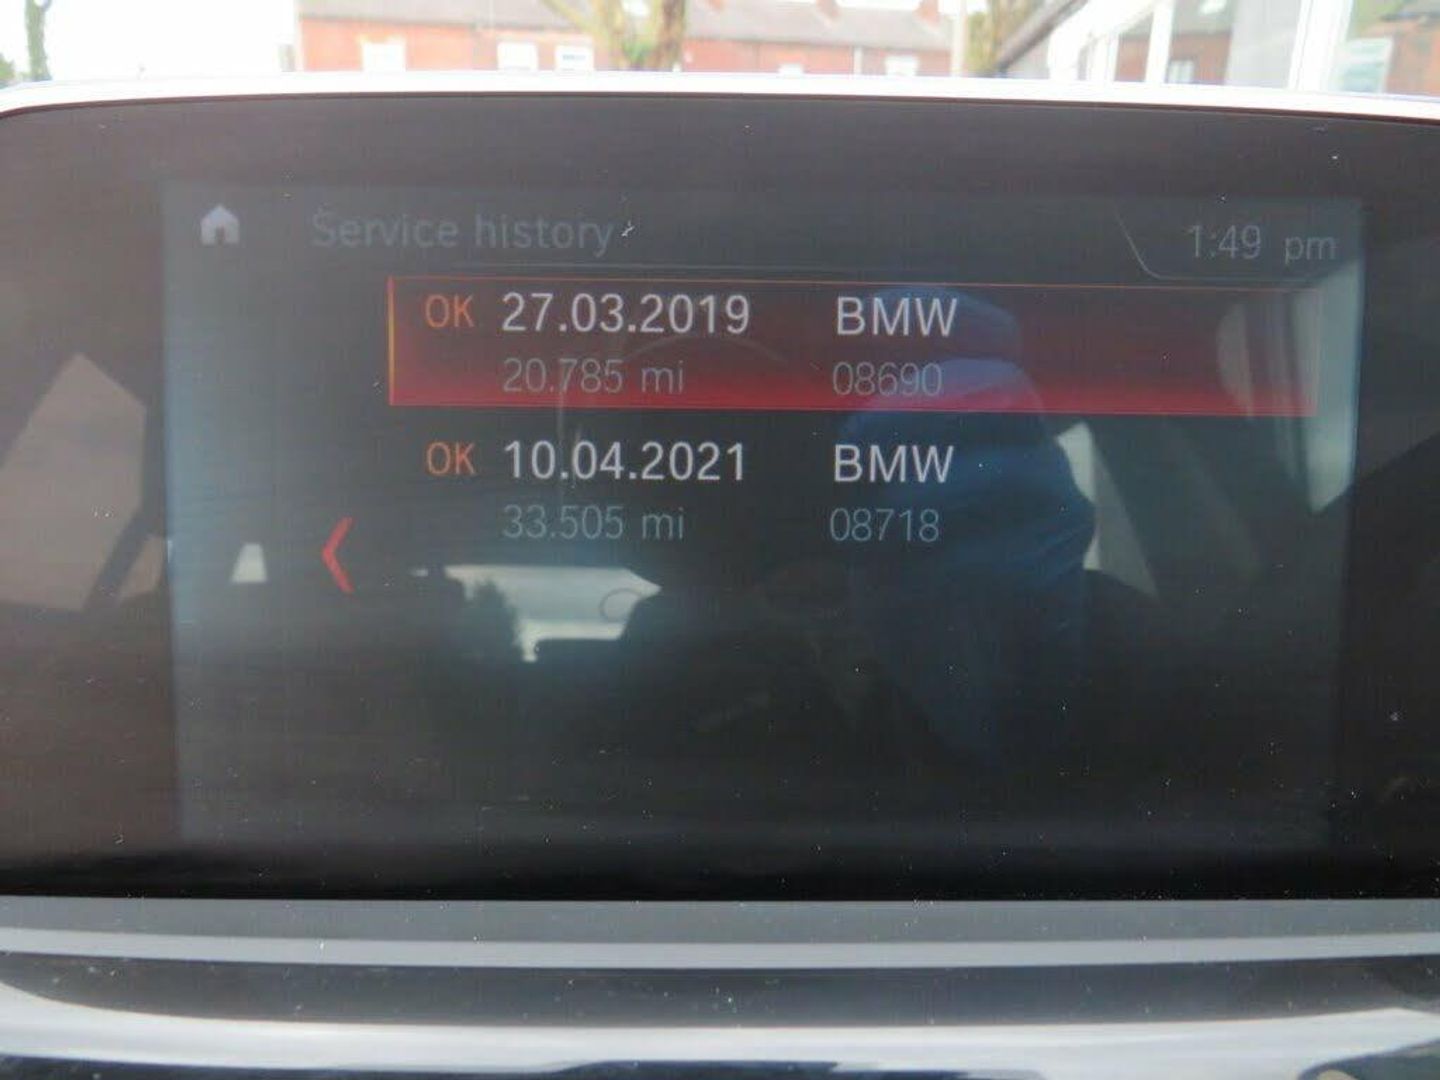 Service history
1:49 pm
OK 27.03.2019 BMW
20.785 mi 08690
OK 10.04.2021 BMW
33.505 mi 08718